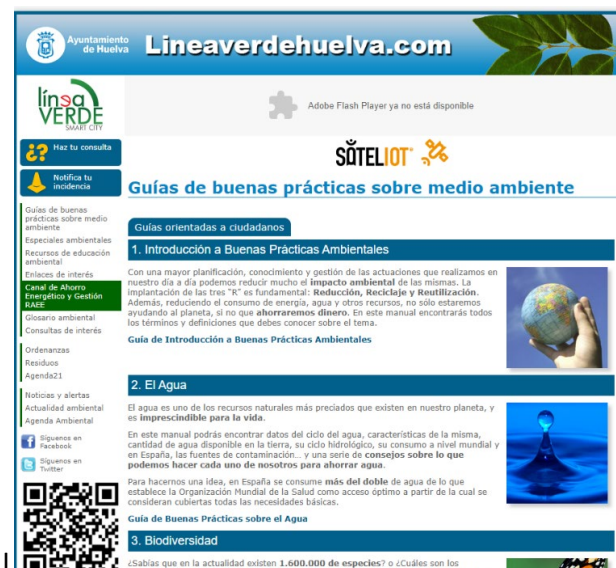 Ayuntamiento
de Huelva
Lineaverdehuelva.com
línea
VERDE
SMART CITY
Adobe Flash Player ya no está disponible
Haz tu consulta
Notifica tu
incidencia
SATELIOT
Guías de buenas prácticas sobre medio ambiente
Guías de buenas
prácticas sobre medio
ambiente
Especiales ambientales
Recursos de educación
ambiental
Enlaces de interés
Canal de Ahorro
Energético y Gestión
RAEE
Glosario ambiental
Consultas de interés
Ordenanzas
Residuos
Agenda21
Noticias y alertas
Actualidad ambiental
Agenda Ambiental
Síguenos en
Facebook
Síguenos en
Twitter
Guías orientadas a ciudadanos
1. Introducción a Buenas Prácticas Ambientales
Con una mayor planificación, conocimiento y gestión de las actuaciones que realizamos en
nuestro día a día podemos reducir mucho el impacto ambiental de las mismas. La
implantación de las tres "R" es fundamental: Reducción, Reciclaje y Reutilización.
Además, reduciendo el consumo de energía, agua y otros recursos, no sólo estaremos
ayudando al planeta, si no que ahorraremos dinero. En este manual encontrarás todos
los términos y definiciones que debes conocer sobre el tema.
Guía de Introducción a Buenas Prácticas Ambientales
2. El Agua
El agua es uno de los recursos naturales más preciados que existen en nuestro planeta, y
es imprescindible para la vida.
En este manual podrás encontrar datos del ciclo del agua, características de la misma,
cantidad de agua disponible en la tierra, su ciclo hidrológico, su consumo a nivel mundial y
en España, las fuentes de contaminación... y una serie de consejos sobre lo que
podemos hacer cada uno de nosotros para ahorrar agua.
Para hacernos una idea, en España se consume más del doble de agua de lo que
establece la Organización Mundial de la Salud como acceso óptimo a partir de la cual se
consideran cubiertas todas las necesidades básicas.
Guía de Buenas Prácticas sobre el Agua
3. Biodiversidad
¿Sabías que en la actualidad existen 1.600.000 de especies? o ¿Cuáles son los